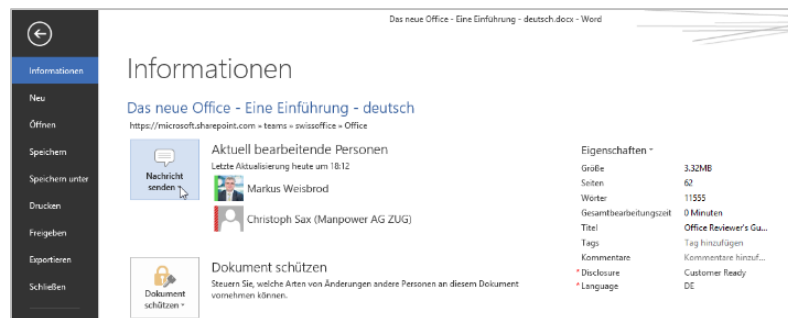 Das neue Office - Eine Einführung - deutsch.docx - Word
Informationen
Neu
Öffnen
Speichern
Speichern unter
Drucken
Freigeben
Exportieren
Schließen
Informationen
Das neue Office - Eine Einführung - deutsch
https://microsoft.sharepoint.com » teams » swissoffice » Office
Nachricht
senden
Aktuell bearbeitende Personen
Letzte Aktualisierung heute um 18:12
Markus Weisbrod
Christoph Sax (Manpower AG ZUG)
Dokument
schützen
Dokument schützen
Steuern Sie, welche Arten von Änderungen andere Personen an diesem Dokument
vornehmen können.
Eigenschaften
Größe 3.32MB
Seiten 62
Wörter 11555
Gesamtbearbeitungszeit 0 Minuten
Titel Office Reviewer's Gu...
Tags Tag hinzufügen
Kommentare Kommentare hinzuf...
* Disclosure Customer Ready
* Language DE